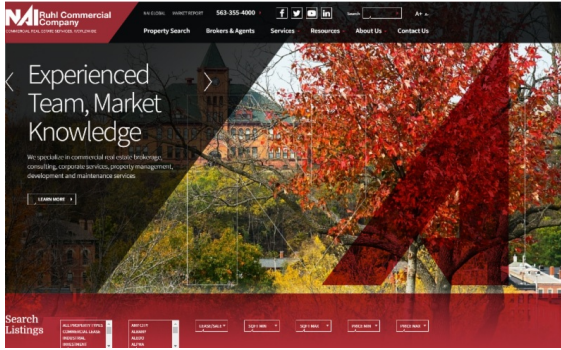 NAI Ruhl Commercial Company
COMMERCIAL REAL ESTATE SERVICES, WORLDWIDE.
NAI GLOBAL MARKET REPORT 563-355-4000 Search A+ A-
Property Search Brokers & Agents Services Resources About Us Contact Us
Experienced
Team, Market
Knowledge
We specialize in commercial real estate brokerage,
consulting, corporate services, property management,
development and maintenance services
LEARN MORE
Search
Listings
ALL PROPERTY TYPES
COMMERCIAL LEASE
INDUSTRIAL
INVESTMENT
ANY CITY
ALBANY
ALEDO
ALPHA
LEASE/SALE
SQ FT MIN
SQ FT MAX
PRICE MIN
PRICE MAX